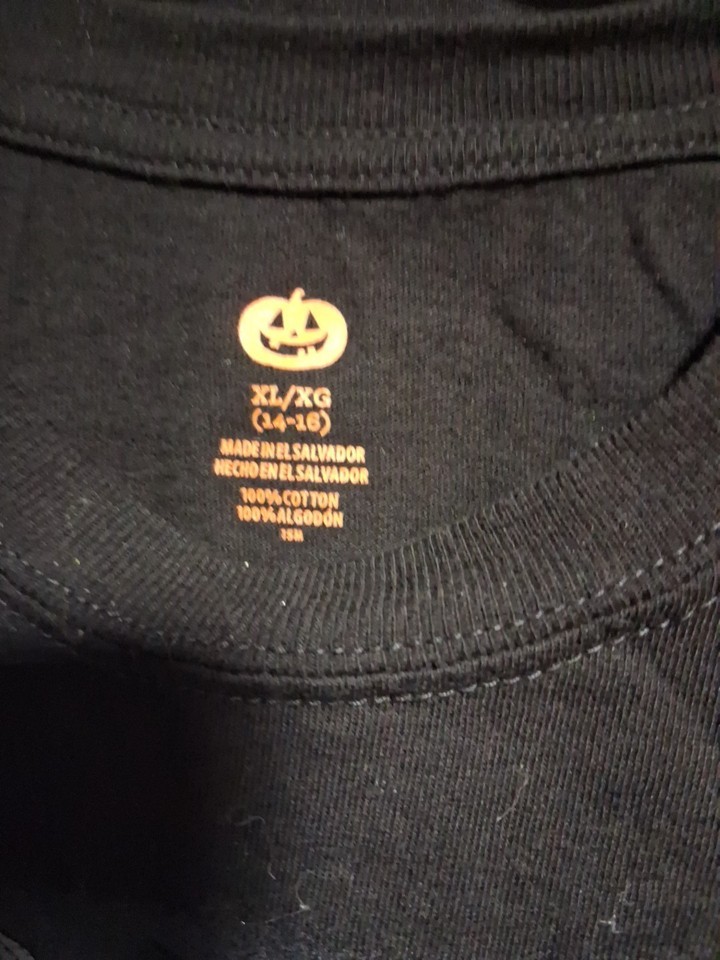 XL/XG
(14-16)
MADE IN EL SALVADOR
HECHO EN EL SALVADOR
100% COTTON
100% ALGODÓN